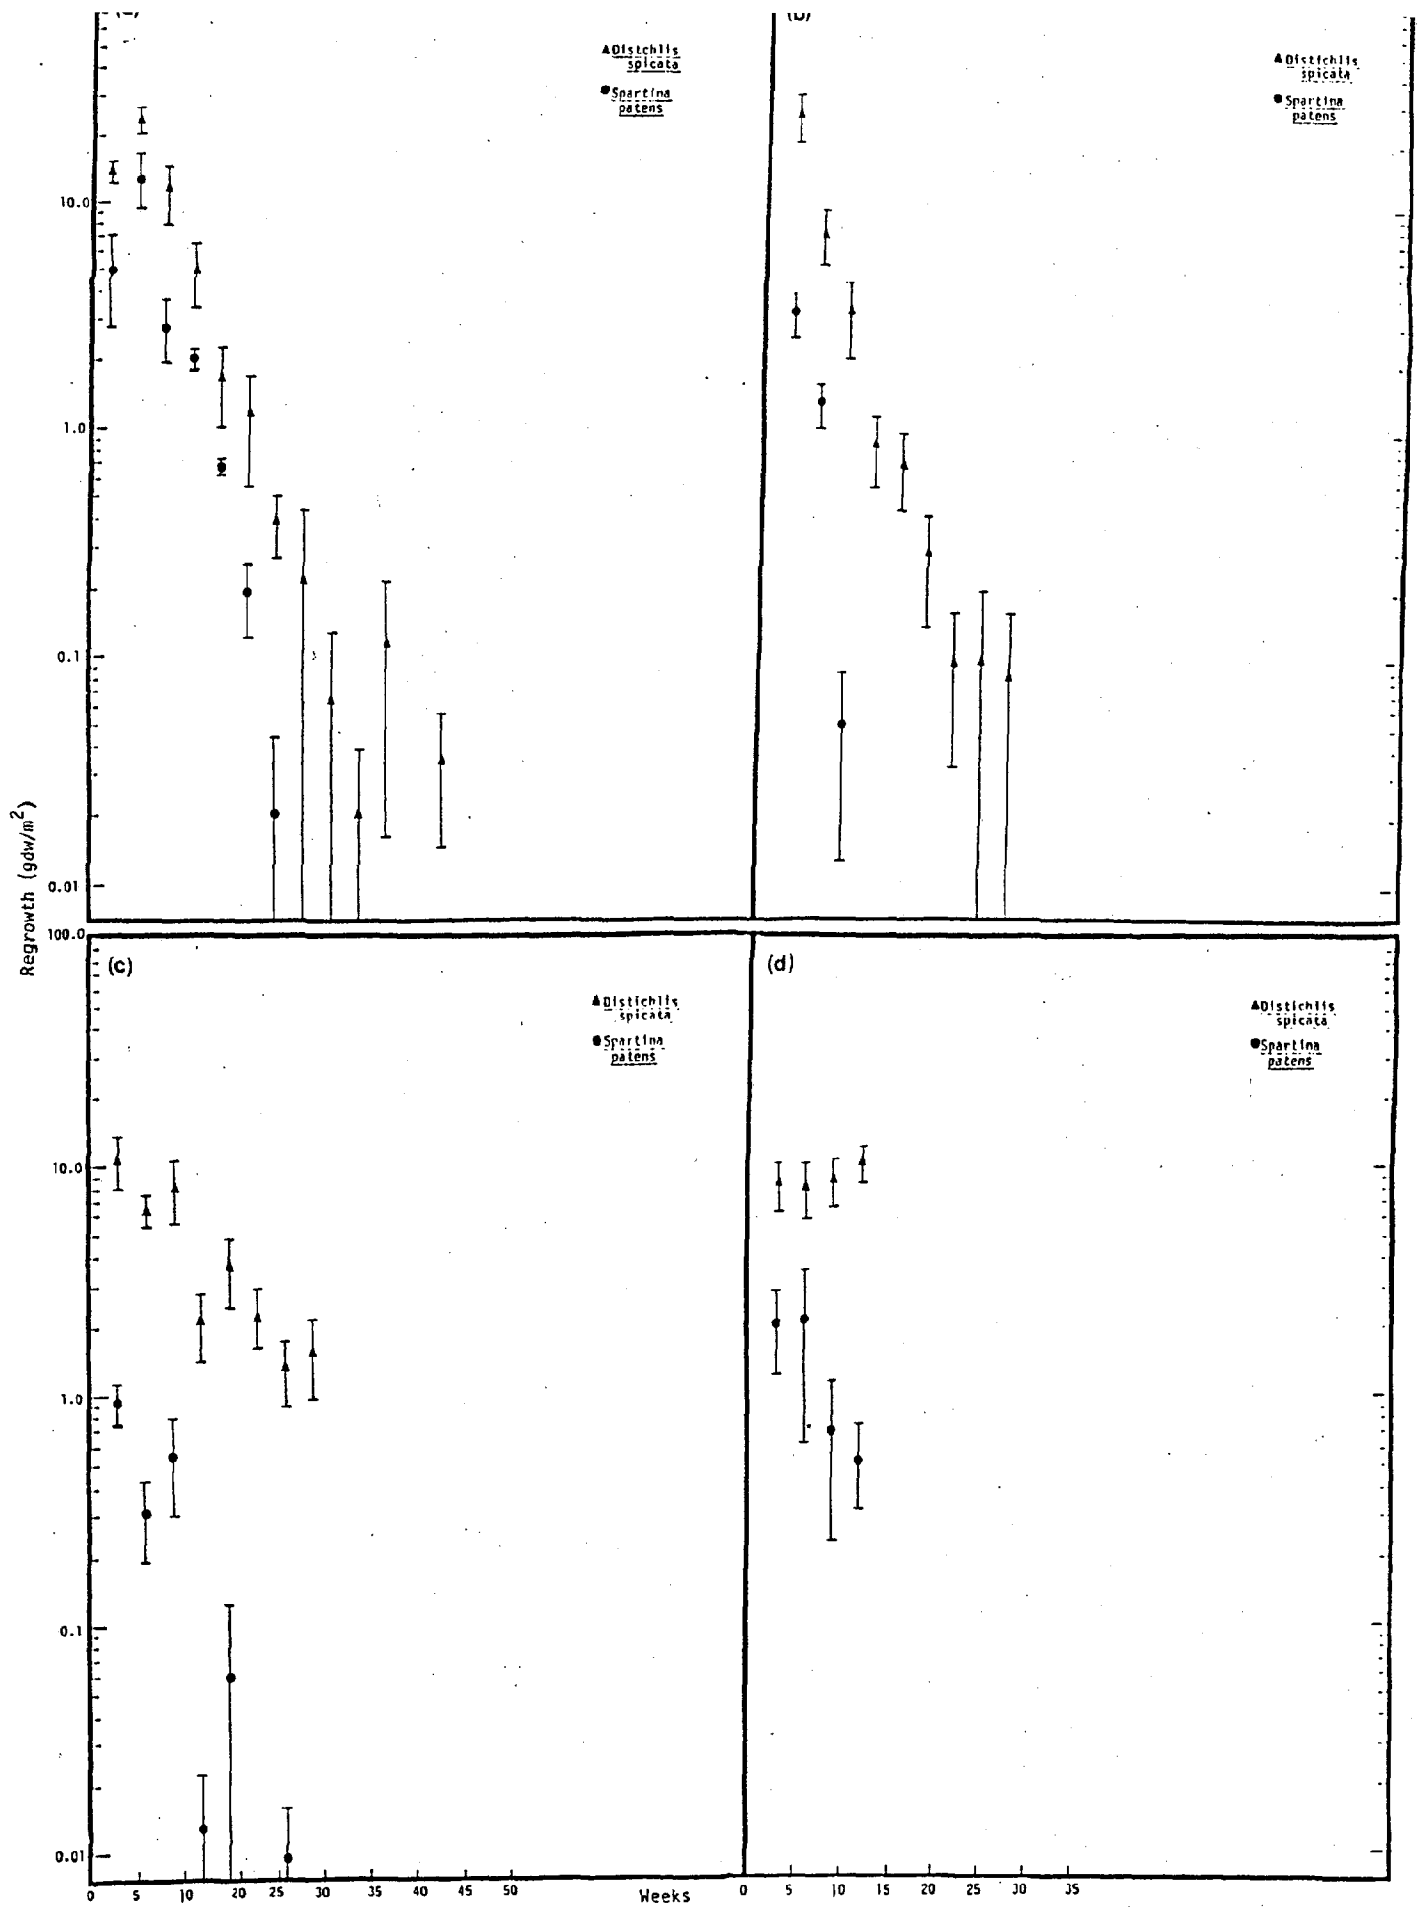 (b)
▲Distchlis
spicata
●Spartina
patens
▲Distichlis
spicata
●Spartina
patens
10.0
1.0
0.1
0.01
Regrowth (gdw/m²)
100.0
(c)
▲Distichlis
spicata
●Spartina
patens
(d)
▲Distichlis
spicata
●Spartina
patens
10.0
1.0
0.1
0.01
0 5 10 20 25 30 35 40 45 50 Weeks 0 5 10 15 20 25 30 35